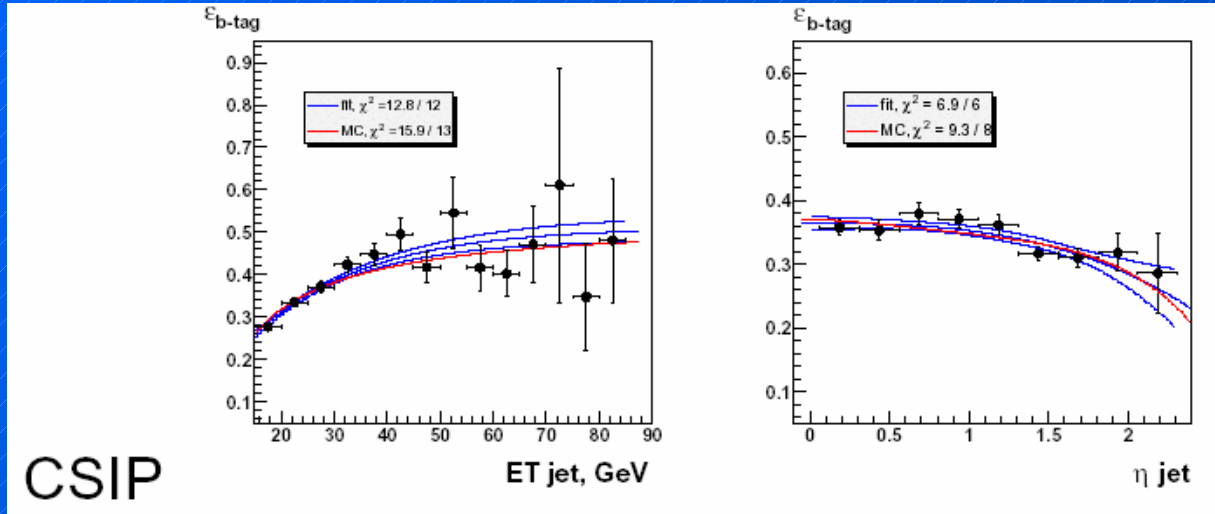 ε b-tag
0.9
0.8
0.7
0.6
0.5
0.4
0.3
0.2
0.1
fit, χ² =12.8 / 12
MC, χ² =15.9 / 13
20 30 40 50 60 70 80 90
ET jet, GeV
ε b-tag
0.6
0.5
0.4
0.3
0.2
0.1
fit, χ² = 6.9 / 6
MC, χ² = 9.3 / 8
0 0.5 1 1.5 2
η jet
CSIP